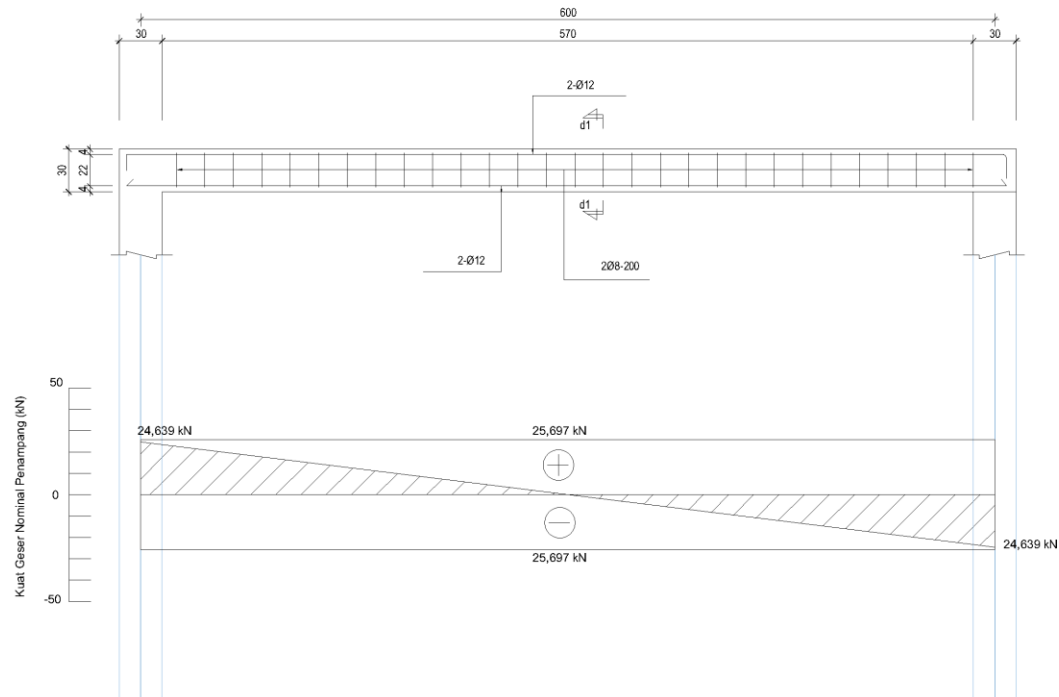 600
30
570
30
2-Ø12
d1
30
4
22
4
d1
2-Ø12
2Ø8-200
Kuat Geser Nominal Penampang (kN)
50
0
-50
24,639 kN
25,697 kN
25,697 kN
24,639 kN